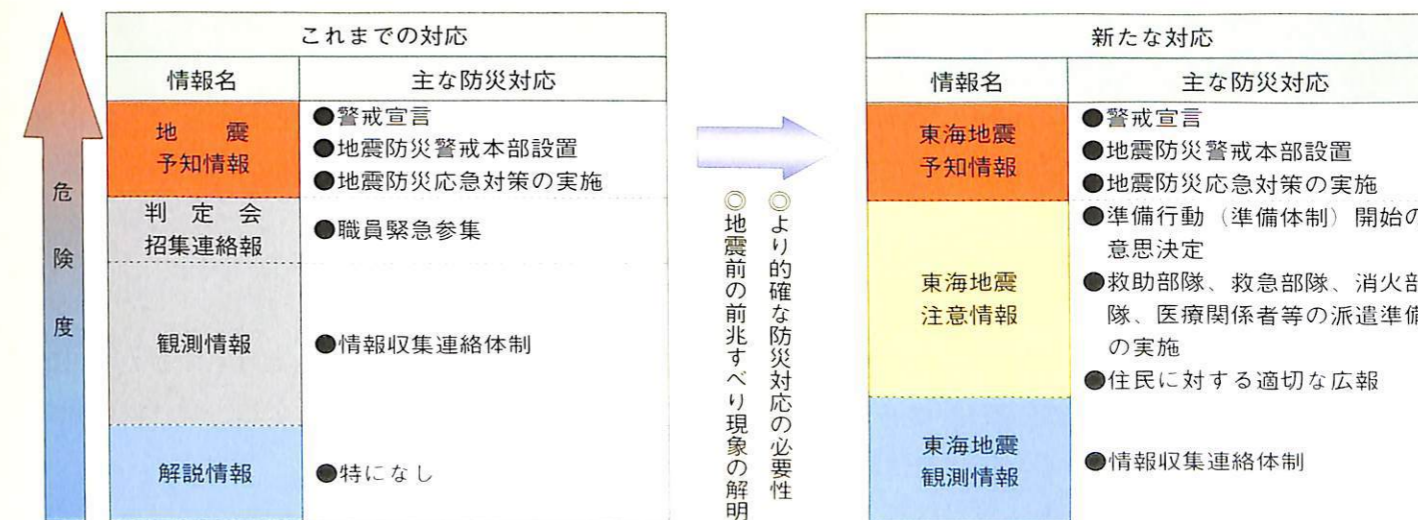 危険度
これまでの対応
情報名 主な防災対応
地 震
予知情報
●警戒宣言
●地震防災警戒本部設置
●地震防災応急対策の実施
判 定 会
招集連絡報
●職員緊急参集
観測情報
●情報収集連絡体制
解説情報
●特になし
◎より的確な防災対応の必要性
◎地震前の前兆すべり現象の解明
新たな対応
情報名 主な防災対応
東海地震
予知情報
●警戒宣言
●地震防災警戒本部設置
●地震防災応急対策の実施
東海地震
注意情報
●準備行動（準備体制）開始の
意思決定
●救助部隊、救急部隊、消火部
隊、医療関係者等の派遣準備
の実施
●住民に対する適切な広報
東海地震
観測情報
●情報収集連絡体制